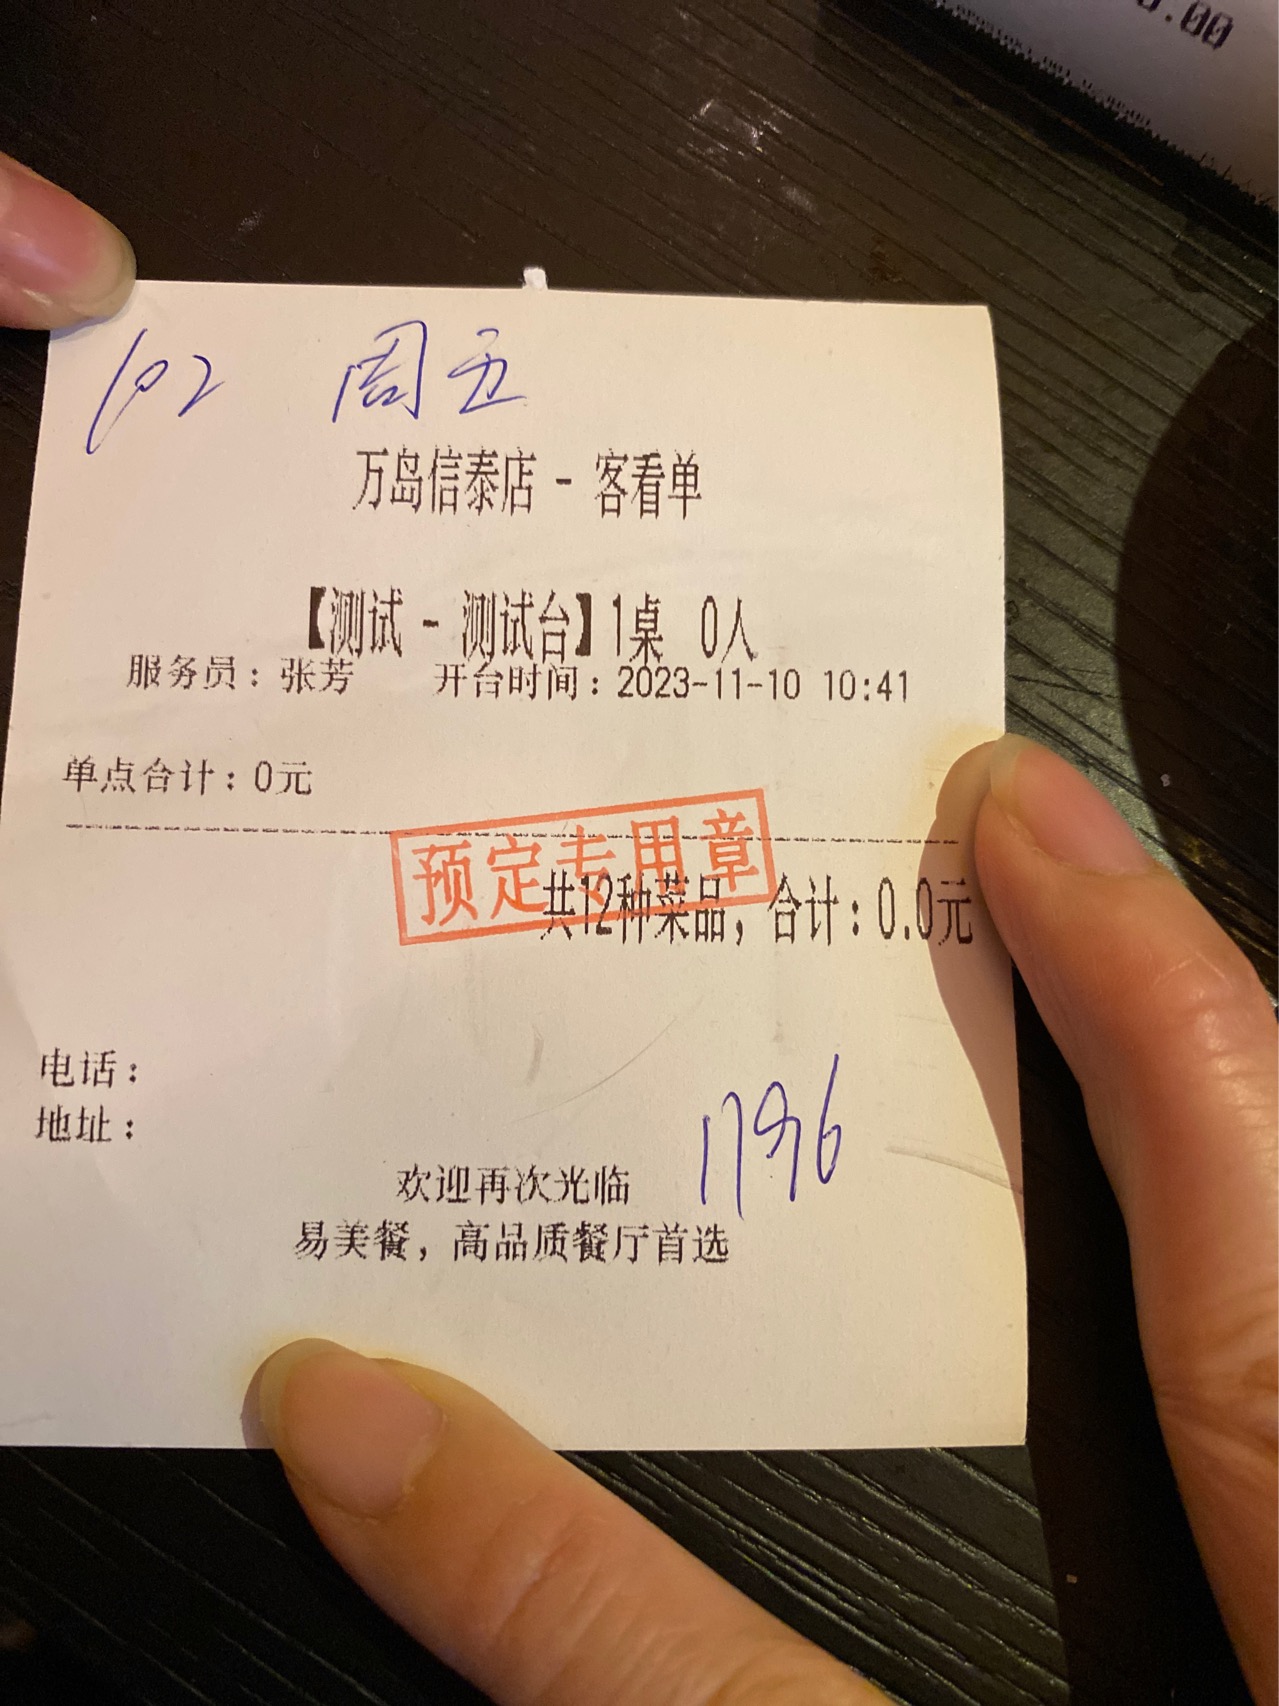 602 周五
万岛信泰店 - 客看单
【测试 - 测试台】1桌 0人
服务员：张芳 开台时间：2023-11-10 10:41
单点合计：0元
预定专用章
共12种菜品，合计：0.0元
电话：
地址：
1796
欢迎再次光临
易美餐，高品质餐厅首选